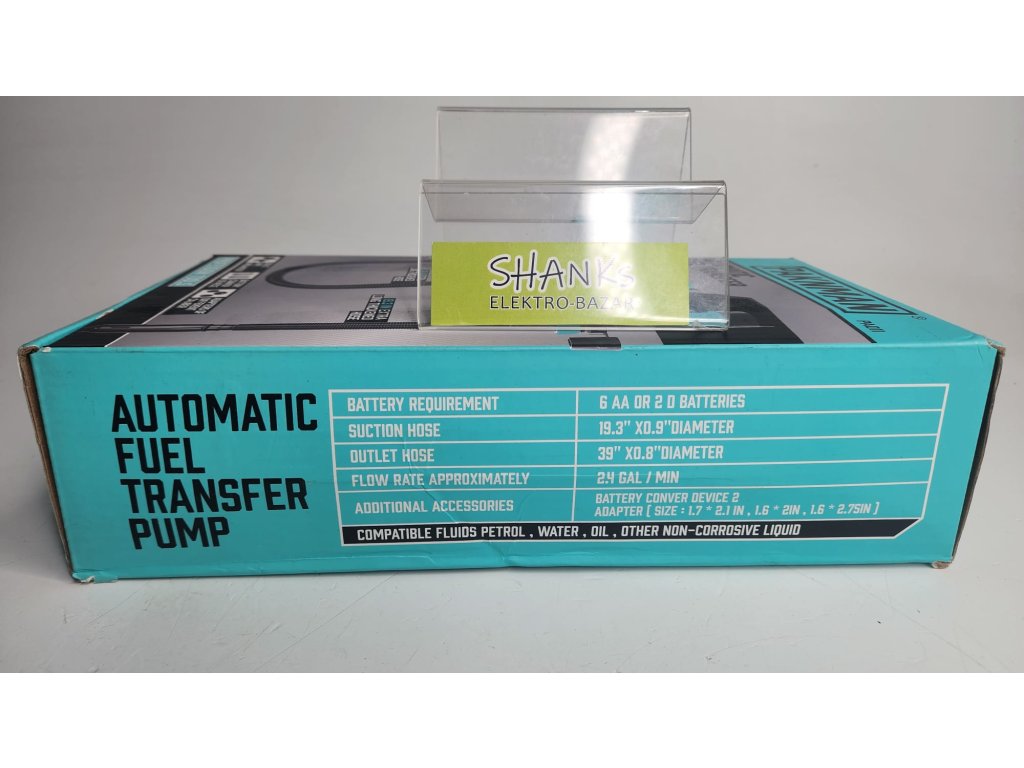 SHANKs
ELEKTRO-BAZAR
AUTOMATIC
FUEL
TRANSFER
PUMP
BATTERY REQUIREMENT 6 AA OR 2 D BATTERIES
SUCTION HOSE 19.3" X0.9"DIAMETER
OUTLET HOSE 39" X0.8"DIAMETER
FLOW RATE APPROXIMATELY 2.4 GAL / MIN
ADDITIONAL ACCESSORIES BATTERY CONVER DEVICE 2
ADAPTER [ SIZE : 1.7 * 2.1 IN , 1.6 * 2IN , 1.6 * 2.75IN ]
COMPATIBLE FLUIDS PETROL , WATER , OIL , OTHER NON-CORROSIVE LIQUID